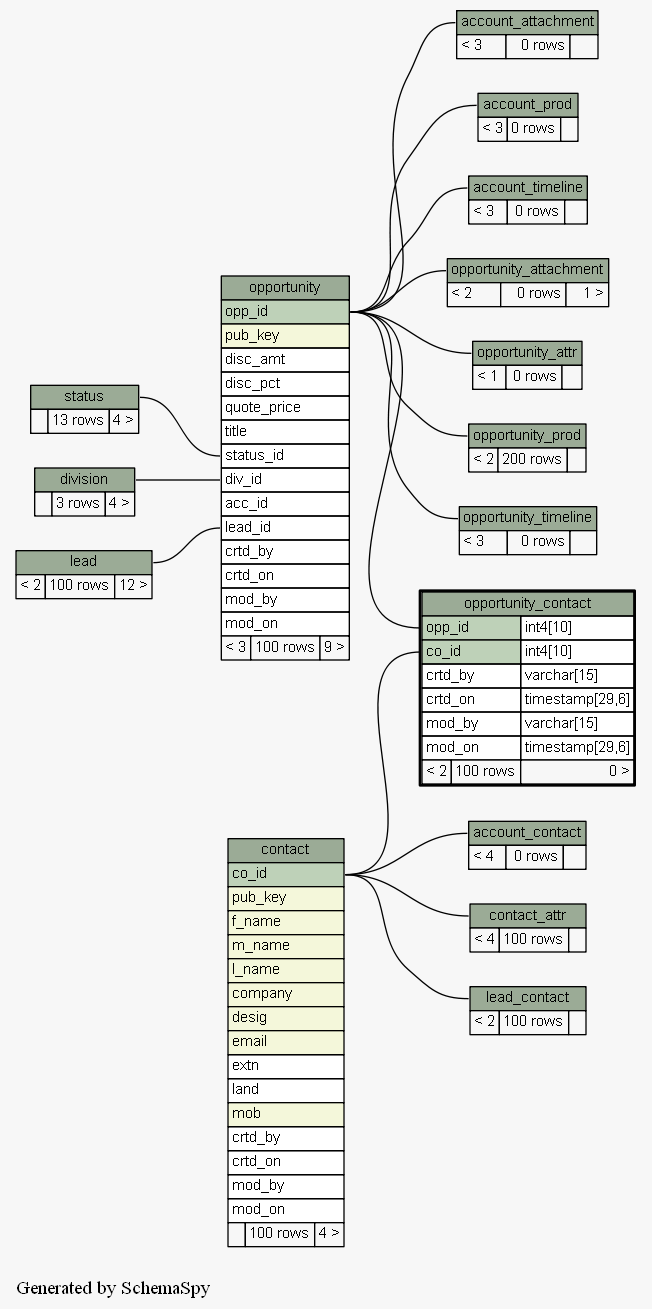 account_attachment
< 3 0 rows
account_prod
< 3 0 rows
account_timeline
< 3 0 rows
opportunity_attachment
< 2 0 rows 1 >
opportunity_attr
< 1 0 rows
opportunity_prod
< 2 200 rows
opportunity_timeline
< 3 0 rows
opportunity
opp_id
pub_key
disc_amt
disc_pct
quote_price
title
status_id
div_id
acc_id
lead_id
crtd_by
crtd_on
mod_by
mod_on
< 3 100 rows 9 >
status
13 rows 4 >
division
3 rows 4 >
lead
< 2 100 rows 12 >
opportunity_contact
opp_id int4[10]
co_id int4[10]
crtd_by varchar[15]
crtd_on timestamp[29,6]
mod_by varchar[15]
mod_on timestamp[29,6]
< 2 100 rows 0 >
account_contact
< 4 0 rows
contact_attr
< 4 100 rows
lead_contact
< 2 100 rows
contact
co_id
pub_key
f_name
m_name
l_name
company
desig
email
extn
land
mob
crtd_by
crtd_on
mod_by
mod_on
100 rows 4 >
Generated by SchemaSpy